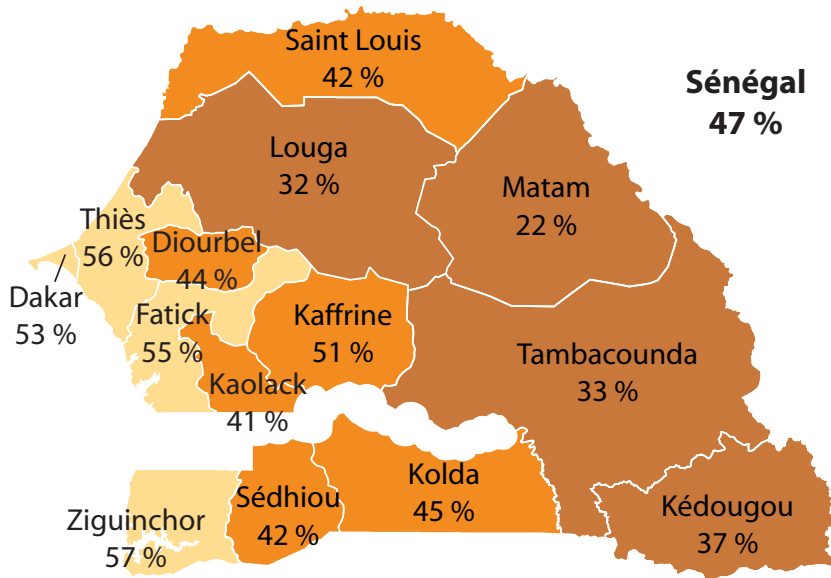 Saint Louis
42 %
Sénégal
47 %
Louga
32 %
Matam
22 %
Thiès
56 %
Diourbel
44 %
Dakar
53 %
Fatick
55 %
Kaffrine
51 %
Tambacounda
33 %
Kaolack
41 %
Kolda
45 %
Sédhiou
42 %
Kédougou
37 %
Ziguinchor
57 %